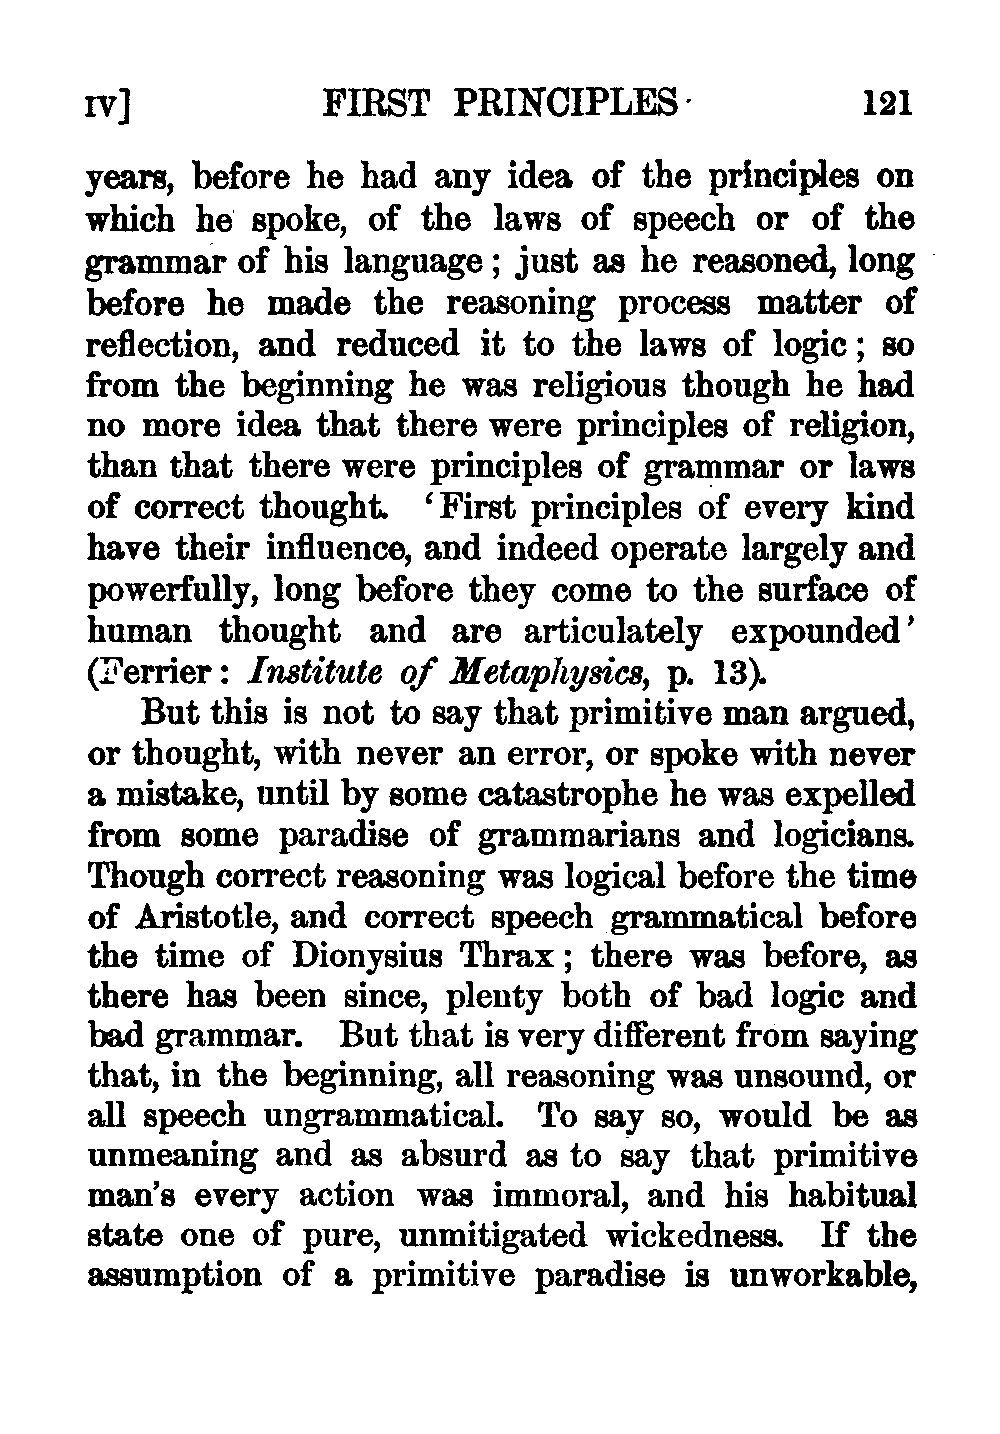 IV] FIRST PRINCIPLES 121
years, before he had any idea of the principles on
which he spoke, of the laws of speech or of the
grammar of his language; just as he reasoned, long
before he made the reasoning process matter of
reflection, and reduced it to the laws of logic; so
from the beginning he was religious though he had
no more idea that there were principles of religion,
than that there were principles of grammar or laws
of correct thought. ‘First principles of every kind
have their influence, and indeed operate largely and
powerfully, long before they come to the surface of
human thought and are articulately expounded’
(Ferrier: Institute of Metaphysics, p. 13).
But this is not to say that primitive man argued,
or thought, with never an error, or spoke with never
a mistake, until by some catastrophe he was expelled
from some paradise of grammarians and logicians.
Though correct reasoning was logical before the time
of Aristotle, and correct speech grammatical before
the time of Dionysius Thrax; there was before, as
there has been since, plenty both of bad logic and
bad grammar. But that is very different from saying
that, in the beginning, all reasoning was unsound, or
all speech ungrammatical. To say so, would be as
unmeaning and as absurd as to say that primitive
man's every action was immoral, and his habitual
state one of pure, unmitigated wickedness. If the
assumption of a primitive paradise is unworkable,